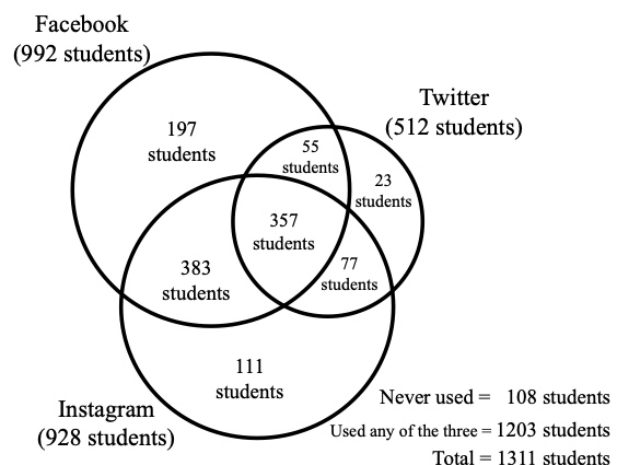 Facebook
(992 students)
Twitter
(512 students)
197
students
55
students
23
students
357
students
383
students
77
students
111
students
Instagram
(928 students)
Never used = 108 students
Used any of the three = 1203 students
Total = 1311 students